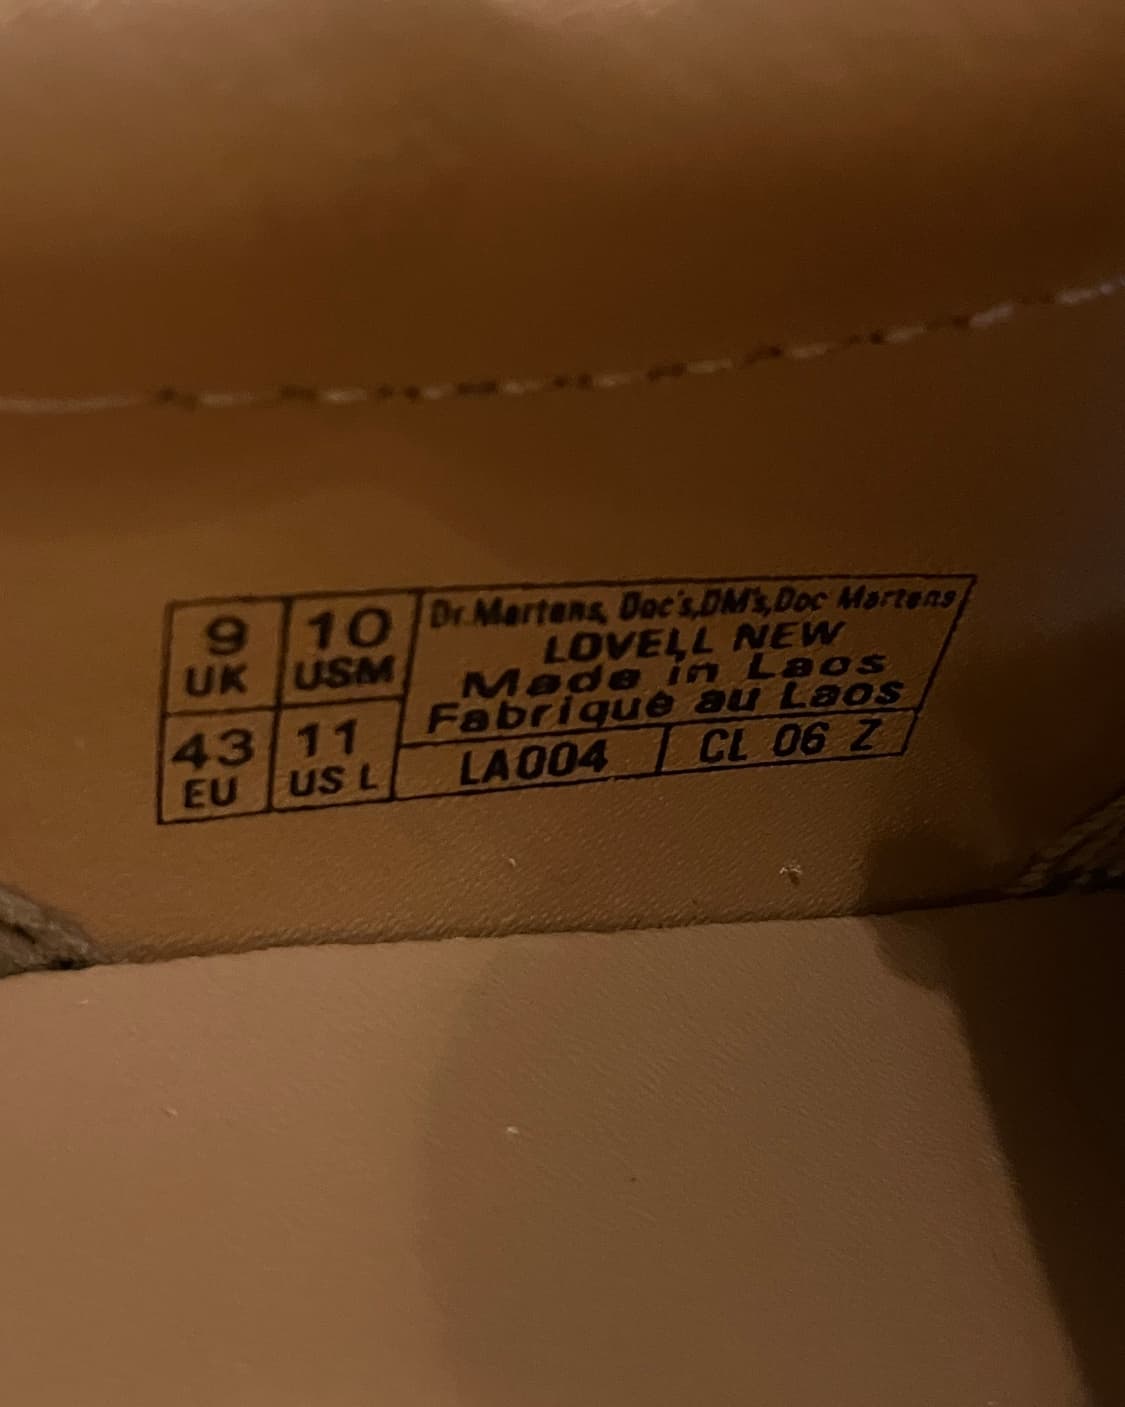 9 10
UK USM
43 11
EU US L
Dr.Martens, Doc's,DM's,Doc Martens
LOVELL NEW
Made in Laos
Fabriqué au Laos
LA004 CL 06 Z